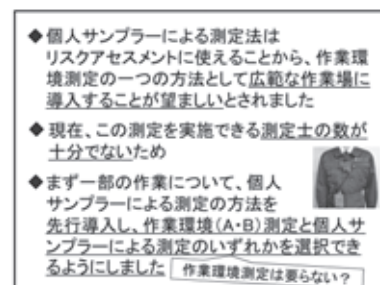 ◆個人サンプラーによる測定法は
リスクアセスメントに使えることから、作業環
境測定の一つの方法として広範な作業場に
導入することが望ましいとされました
◆現在、この測定を実施できる測定士の数が
十分でないため
◆まず一部の作業について、個人
サンプラーによる測定の方法を
先行導入し、作業環境(A・B)測定と個人サ
ンプラーによる測定のいずれかを選択でき
るようにしました
作業環境測定は要らない？